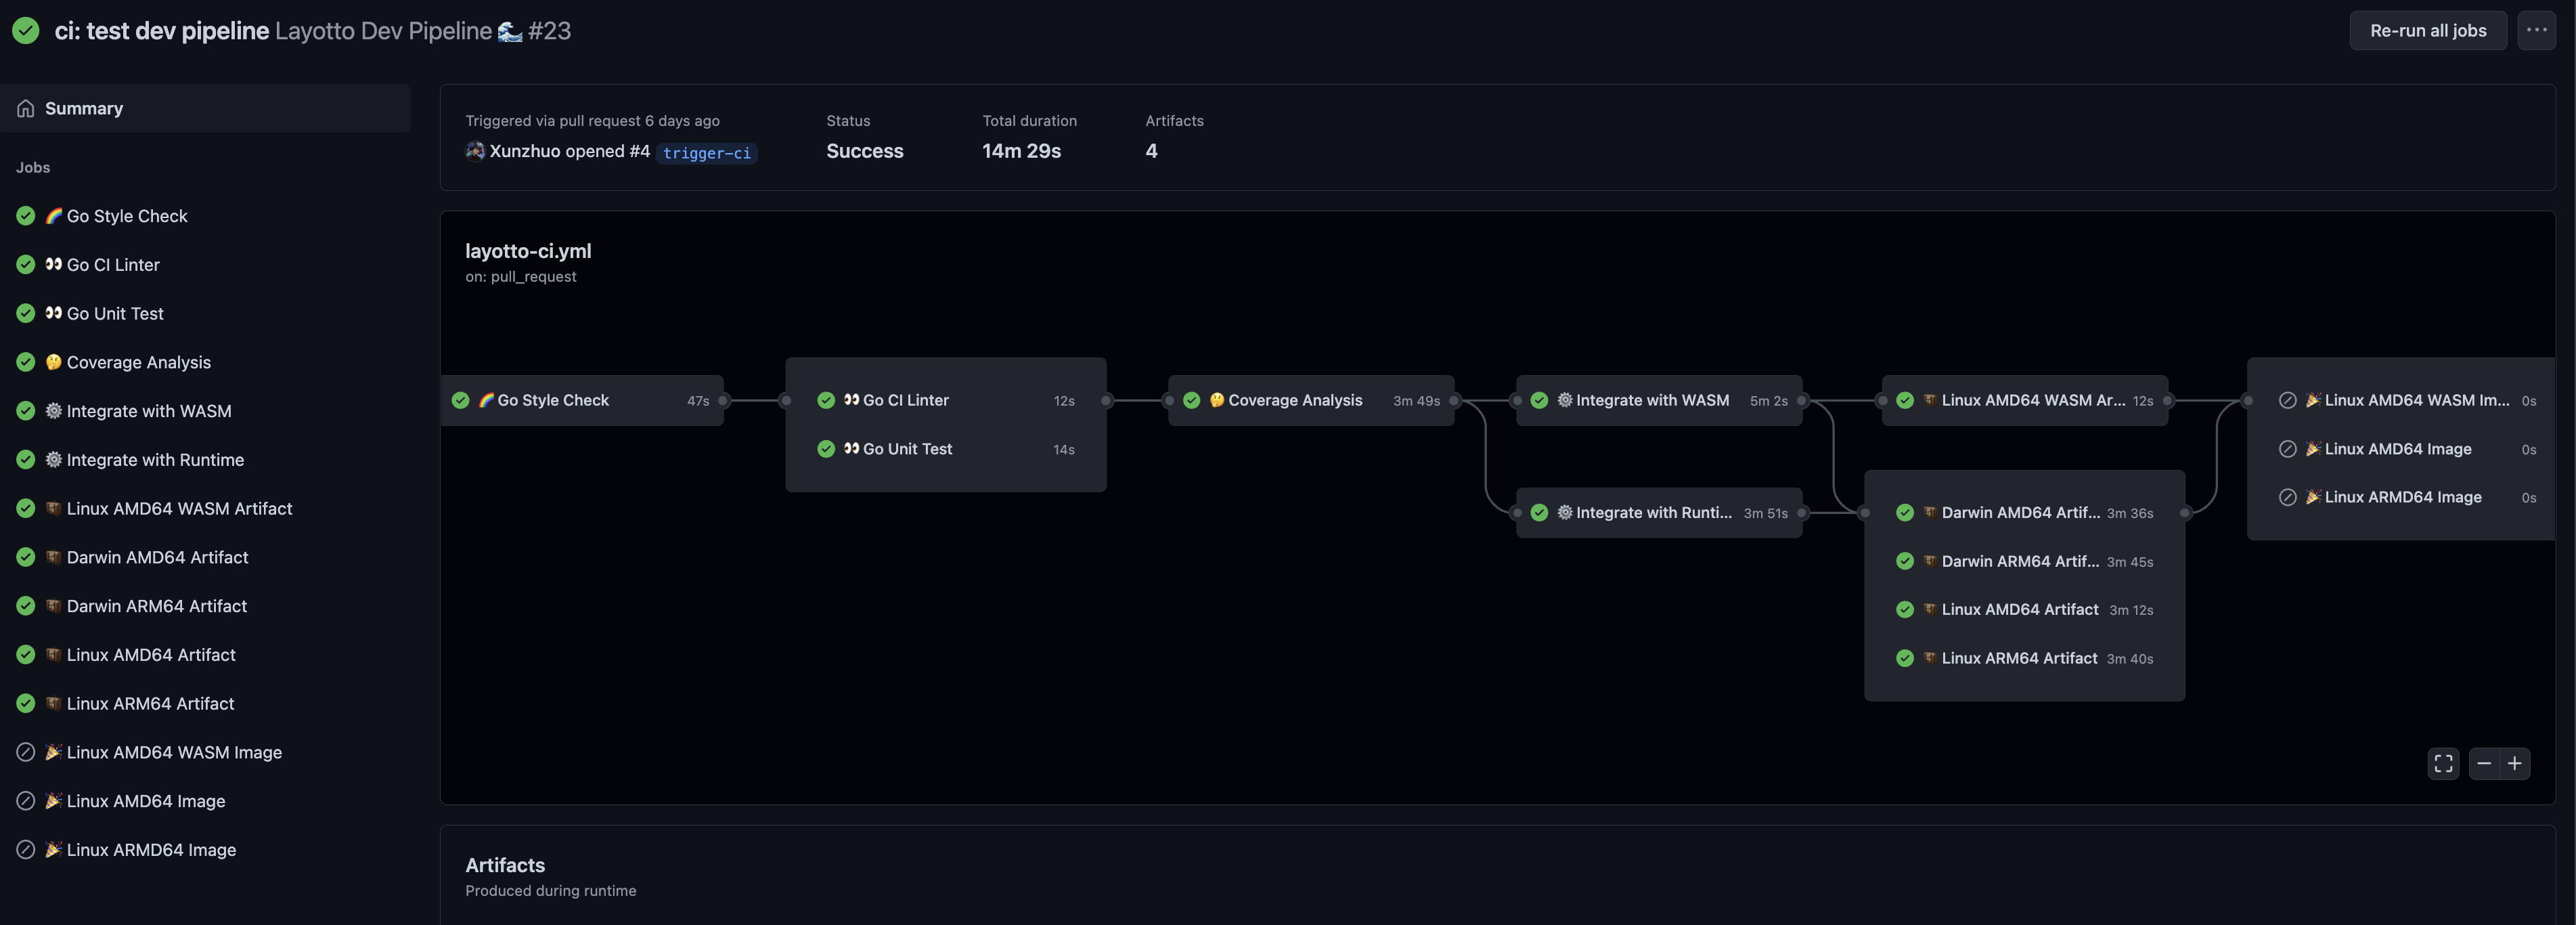 ci: test dev pipeline Layotto Dev Pipeline 🌊 #23
Re-run all jobs
Summary
Jobs
🌈 Go Style Check
👀 Go CI Linter
👀 Go Unit Test
🤔 Coverage Analysis
⚙️ Integrate with WASM
⚙️ Integrate with Runtime
Linux AMD64 WASM Artifact
Darwin AMD64 Artifact
Darwin ARM64 Artifact
Linux AMD64 Artifact
Linux ARM64 Artifact
🎉 Linux AMD64 WASM Image
🎉 Linux AMD64 Image
🎉 Linux ARMD64 Image
Triggered via pull request 6 days ago
Xunzhuo opened #4 trigger-ci
Status
Success
Total duration
14m 29s
Artifacts
4
layotto-ci.yml
on: pull_request
🌈 Go Style Check 47s
👀 Go CI Linter 12s
👀 Go Unit Test 14s
🤔 Coverage Analysis 3m 49s
⚙️ Integrate with WASM 5m 2s
⚙️ Integrate with Runti... 3m 51s
Linux AMD64 WASM Ar... 12s
Darwin AMD64 Artif... 3m 36s
Darwin ARM64 Artif... 3m 45s
Linux AMD64 Artifact 3m 12s
Linux ARM64 Artifact 3m 40s
🎉 Linux AMD64 WASM Im... 0s
🎉 Linux AMD64 Image 0s
🎉 Linux ARMD64 Image 0s
Artifacts
Produced during runtime